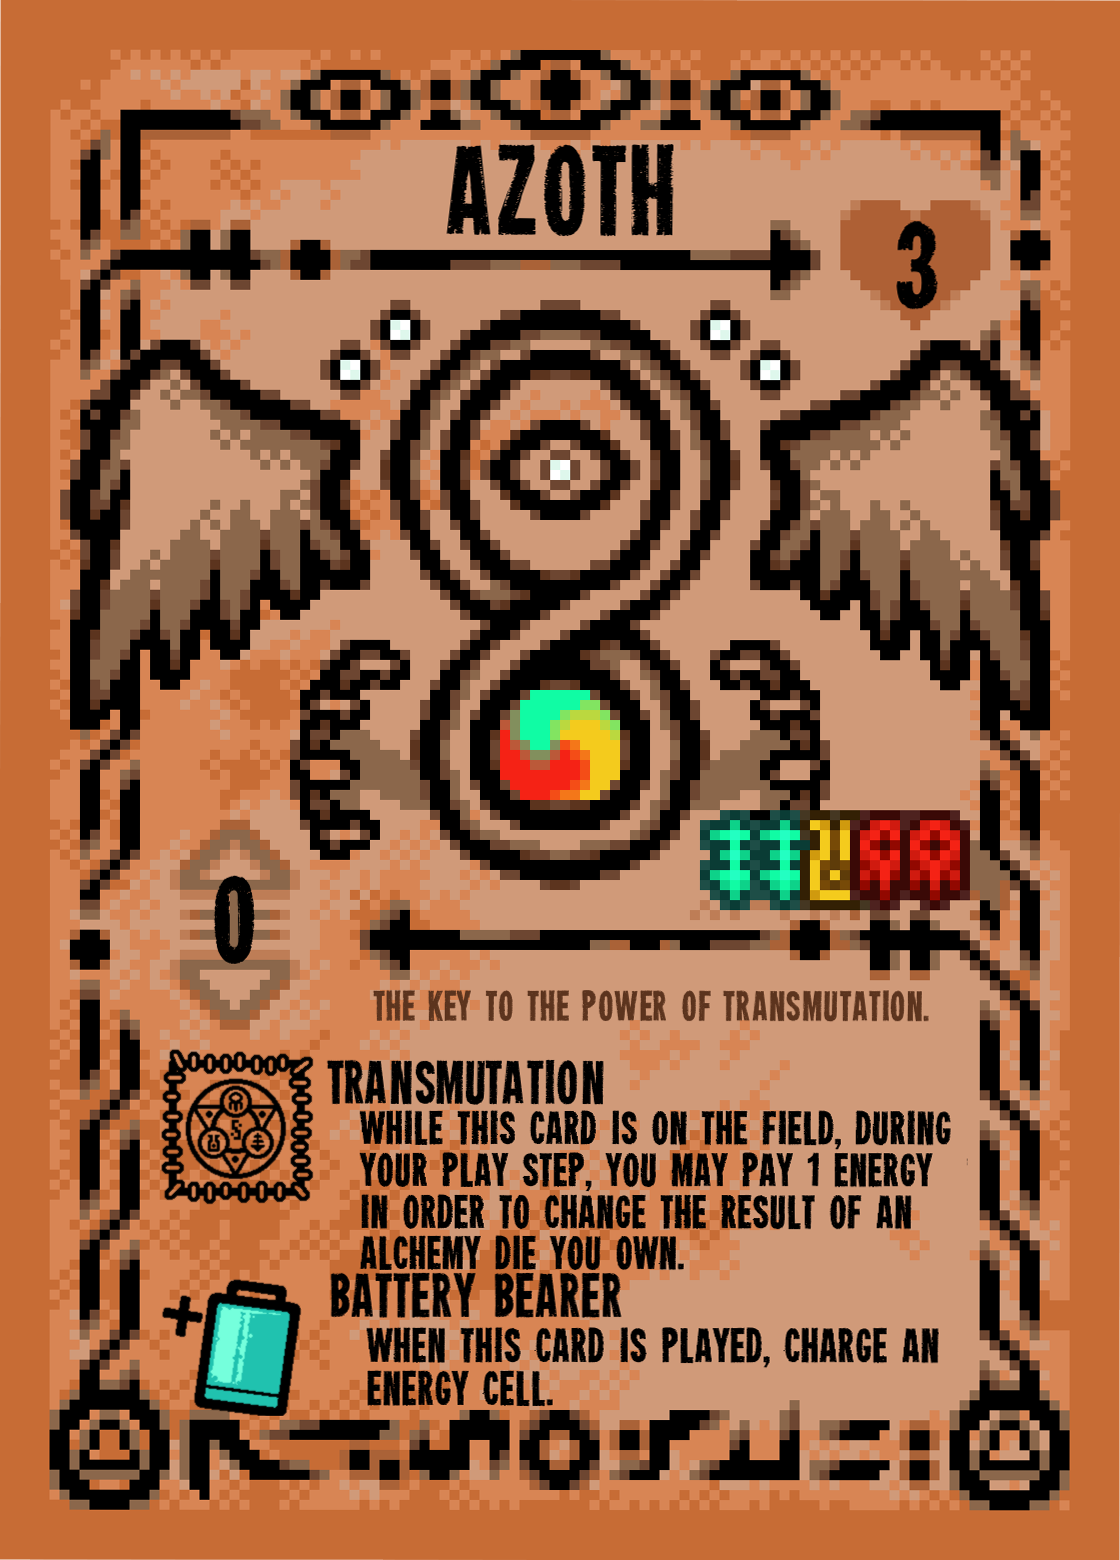 AZOTH
3
0
THE KEY TO THE POWER OF TRANSMUTATION.
TRANSMUTATION
WHILE THIS CARD IS ON THE FIELD, DURING
YOUR PLAY STEP, YOU MAY PAY 1 ENERGY
IN ORDER TO CHANGE THE RESULT OF AN
ALCHEMY DIE YOU OWN.
BATTERY BEARER
WHEN THIS CARD IS PLAYED, CHARGE AN
ENERGY CELL.